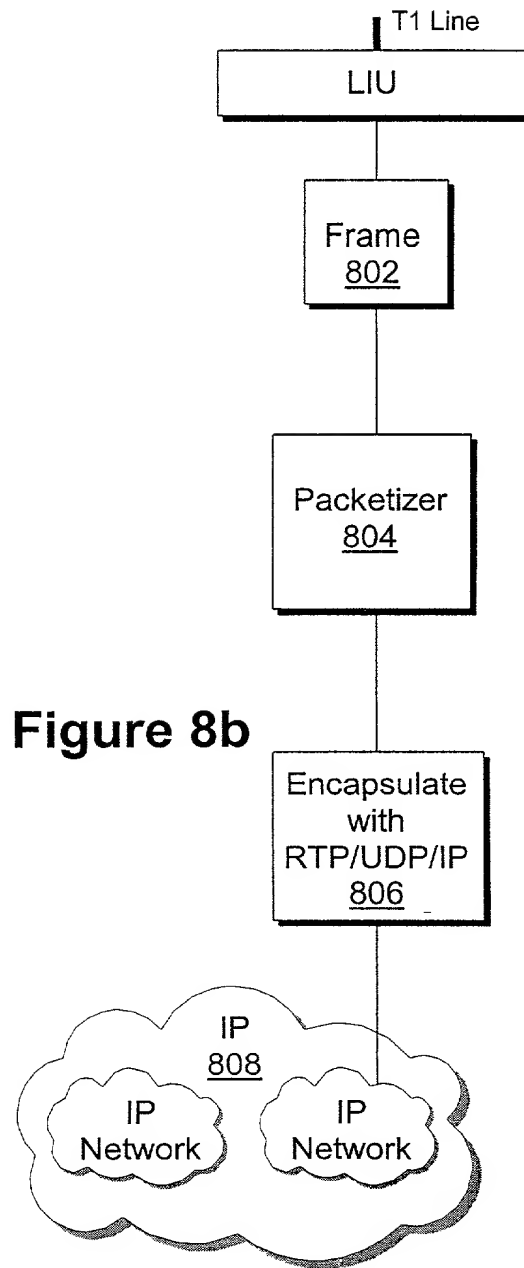 T1 Line
LIU
Frame
802
Packetizer
804
Figure 8b
Encapsulate
with
RTP/UDP/IP
806
IP
808
IP
Network
IP
Network